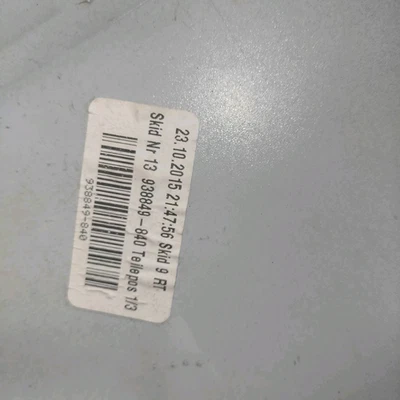 23.10.2015 21:47:56 Skid 9 RT
Skid Nr 13 938849-840 Teilepos 1/3
938849-840